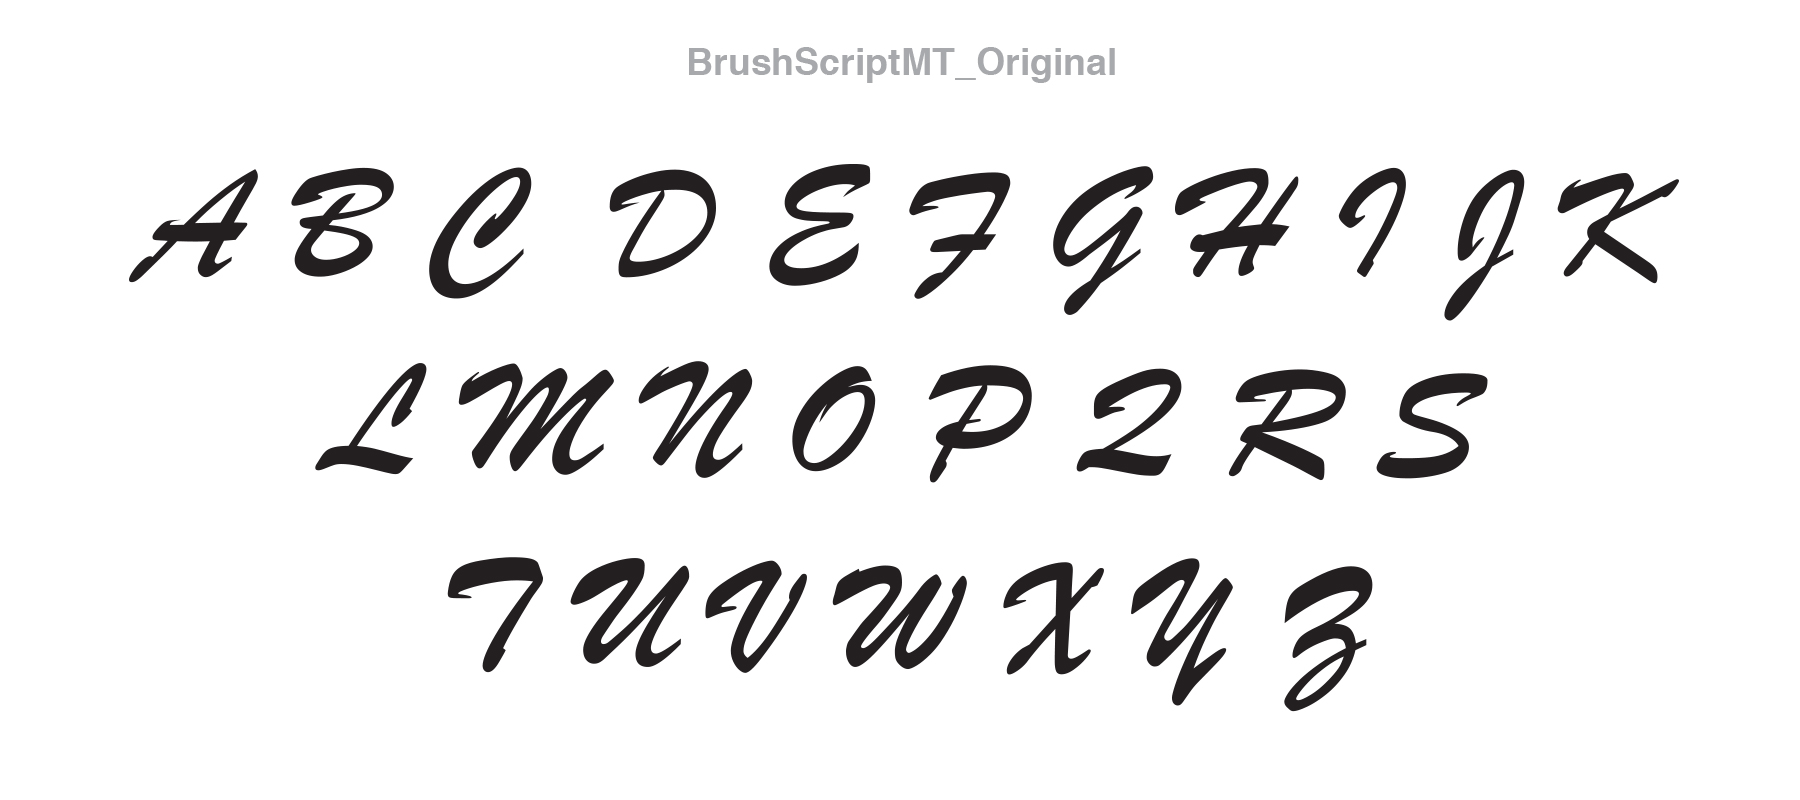 BrushScriptMT_Original
A B C D E F G H I J K
L M N O P Q R S
T U V W X Y Z